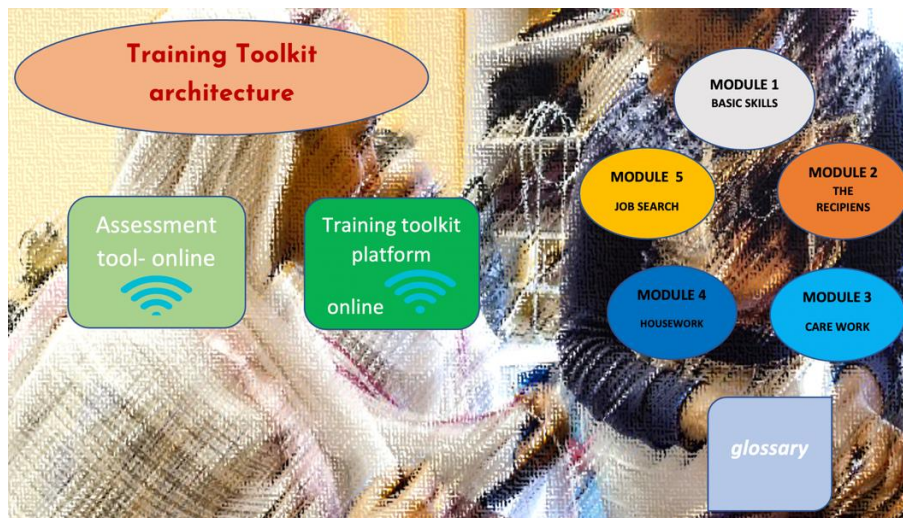 Training Toolkit
architecture
Assessment
tool- online
Training toolkit
platform
online
MODULE 1
BASIC SKILLS
MODULE 2
THE
RECIPIENS
MODULE 3
CARE WORK
MODULE 4
HOUSEWORK
MODULE 5
JOB SEARCH
glossary